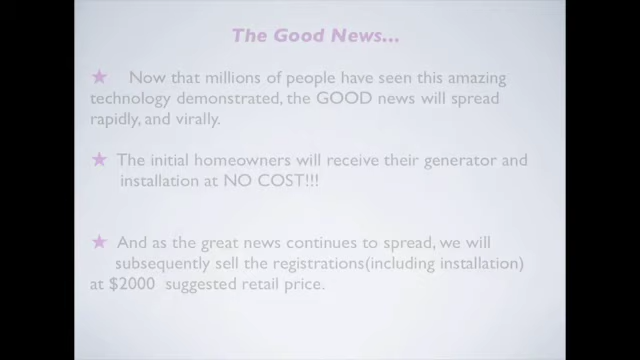 The Good News...
★ Now that millions of people have seen this amazing
technology demonstrated, the GOOD news will spread
rapidly, and virally.
★ The initial homeowners will receive their generator and
installation at NO COST!!!
★ And as the great news continues to spread, we will
subsequently sell the registrations(including installation)
at $2000 suggested retail price.